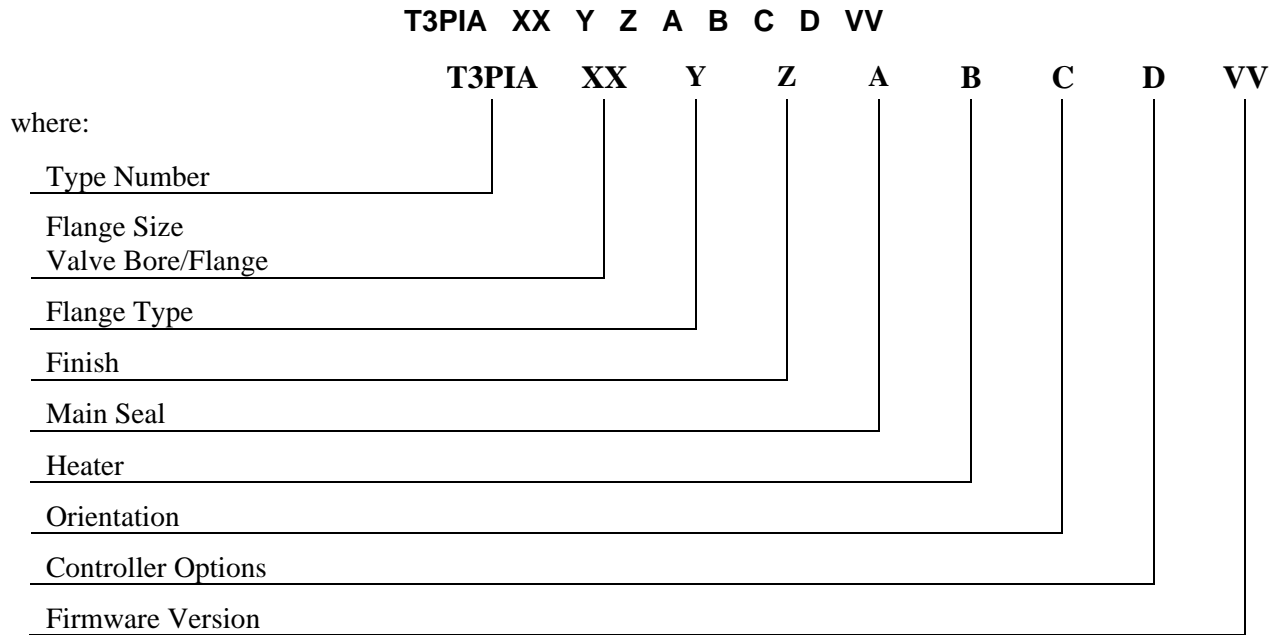 T3PIA XX Y Z A B C D VV
T3PIA XX Y Z A B C D VV
where:
Type Number
Flange Size
Valve Bore/Flange
Flange Type
Finish
Main Seal
Heater
Orientation
Controller Options
Firmware Version